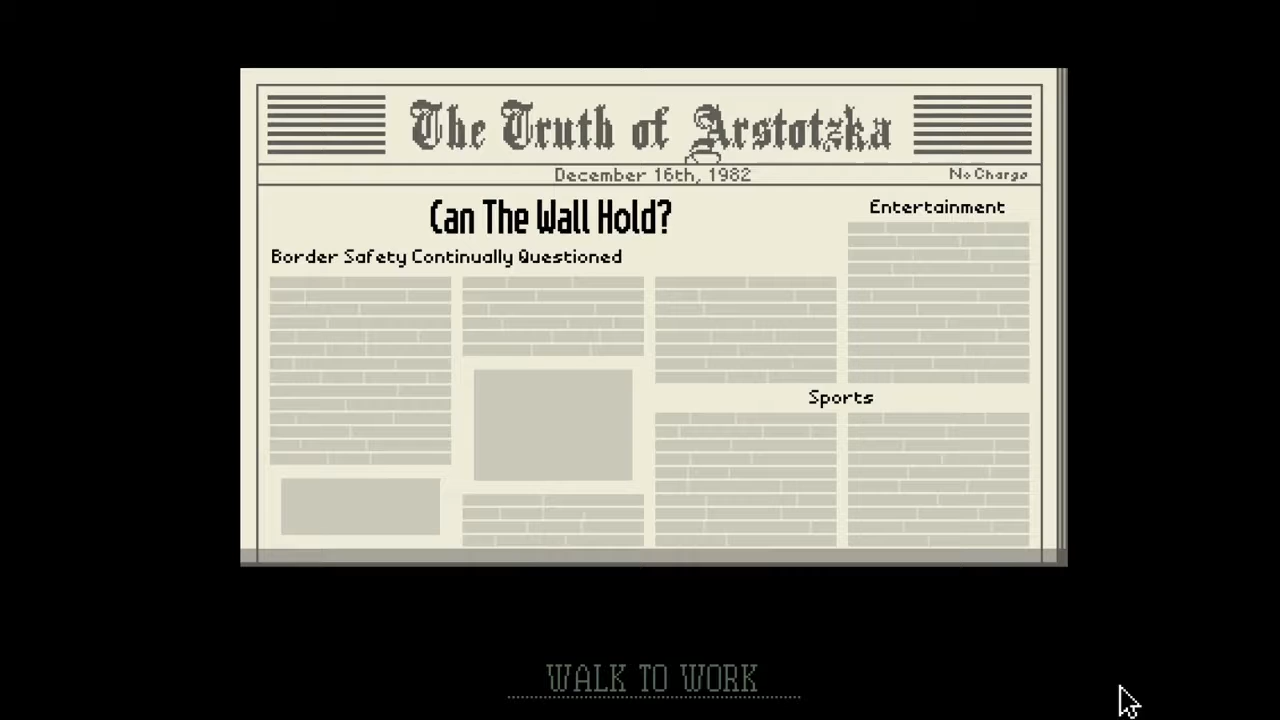 The Truth of Arstotzka
December 16th, 1982
No Charge
Can The Wall Hold?
Border Safety Continually Questioned
Entertainment
Sports
WALK TO WORK